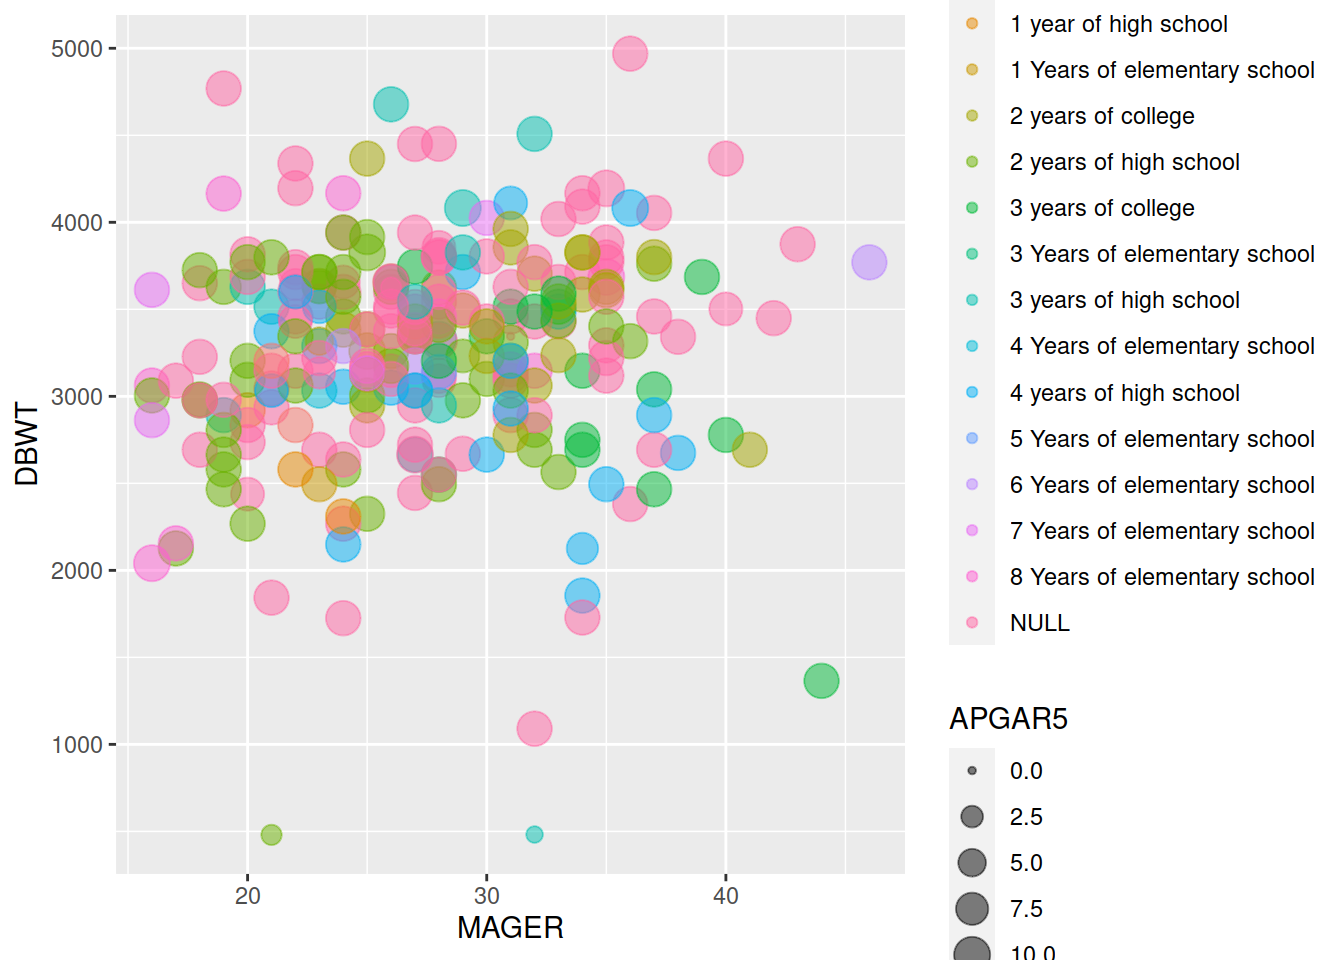 5000
4000
3000
2000
1000
DBWT
20
30
40
MAGER
1 year of high school
1 Years of elementary school
2 years of college
2 years of high school
3 years of college
3 Years of elementary school
3 years of high school
4 Years of elementary school
4 years of high school
5 Years of elementary school
6 Years of elementary school
7 Years of elementary school
8 Years of elementary school
NULL
APGAR5
0.0
2.5
5.0
7.5
10.0